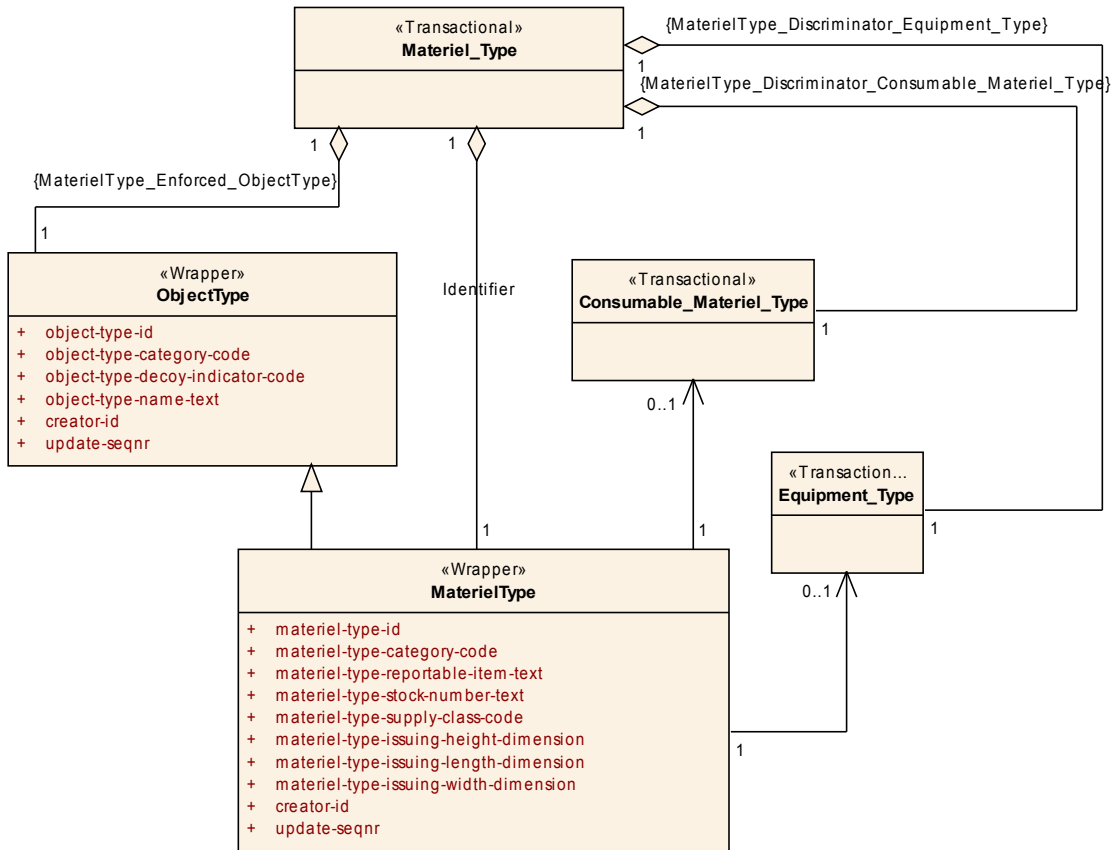 «Transactional»
Materiel_Type
{MaterielType_Discriminator_Equipment_Type}
1
{MaterielType_Discriminator_Consumable_Materiel_Type}
1
1
1
{MaterielType_Enforced_ObjectType}
1
«Wrapper»
ObjectType
+ object-type-id
+ object-type-category-code
+ object-type-decoy-indicator-code
+ object-type-name-text
+ creator-id
+ update-seqnr
Identifier
«Transactional»
Consumable_Materiel_Type
1
0..1
«Transaction...
Equipment_Type
1
0..1
1
1
«Wrapper»
MaterielType
+ materiel-type-id
+ materiel-type-category-code
+ materiel-type-reportable-item-text
+ materiel-type-stock-number-text
+ materiel-type-supply-class-code
+ materiel-type-issuing-height-dimension
+ materiel-type-issuing-length-dimension
+ materiel-type-issuing-width-dimension
+ creator-id
+ update-seqnr
1